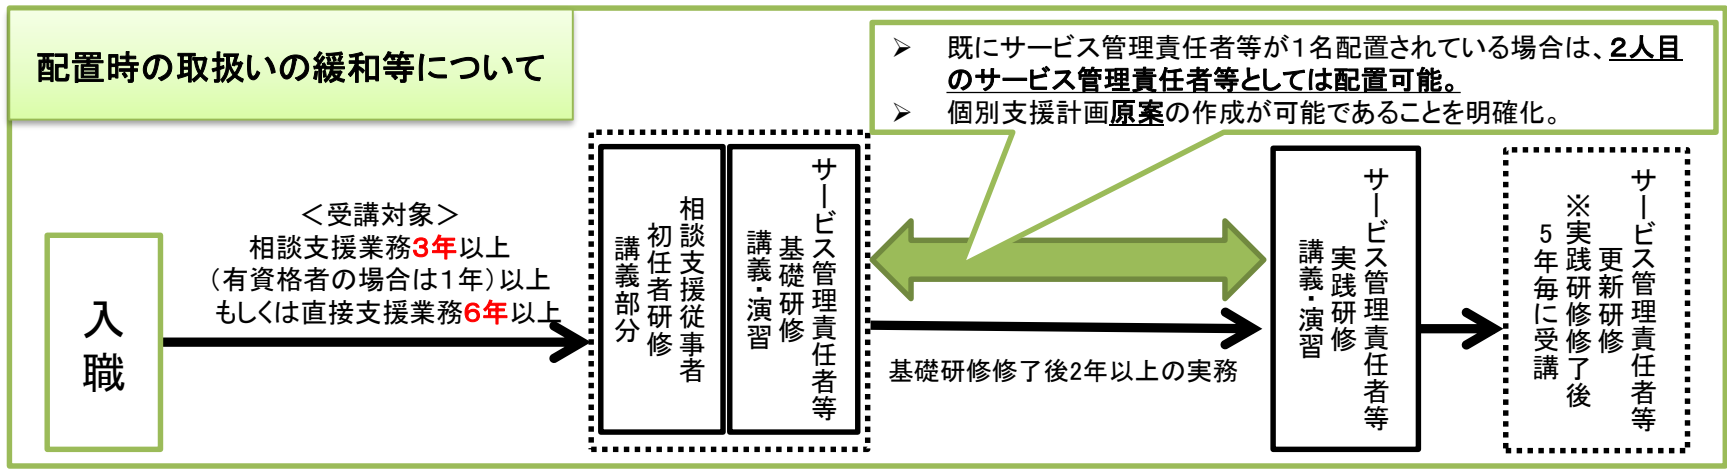 配置時の取扱いの緩和等について
➢ 既にサービス管理責任者等が1名配置されている場合は、2人目
のサービス管理責任者等としては配置可能。
➢ 個別支援計画原案の作成が可能であることを明確化。
入職
<受講対象>
相談支援業務3年以上
(有資格者の場合は1年)以上
もしくは直接支援業務6年以上
相談支援従事者
初任者研修
講義部分
サービス管理責任者等
基礎研修
講義・演習
基礎研修修了後2年以上の実務
サービス管理責任者等
実践研修
講義・演習
サービス管理責任者等
更新研修
※実践研修修了後
5年毎に受講